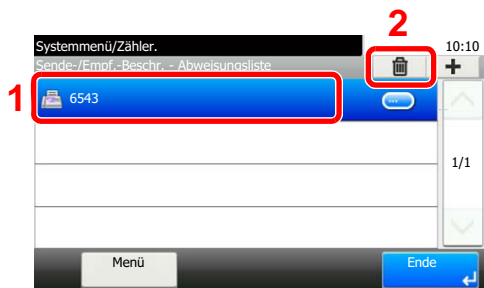 2
Systemmenü/Zähler.
10:10
Sende-/Empf.-Beschr. - Abweisungsliste
1
6543
1/1
Menü
Ende